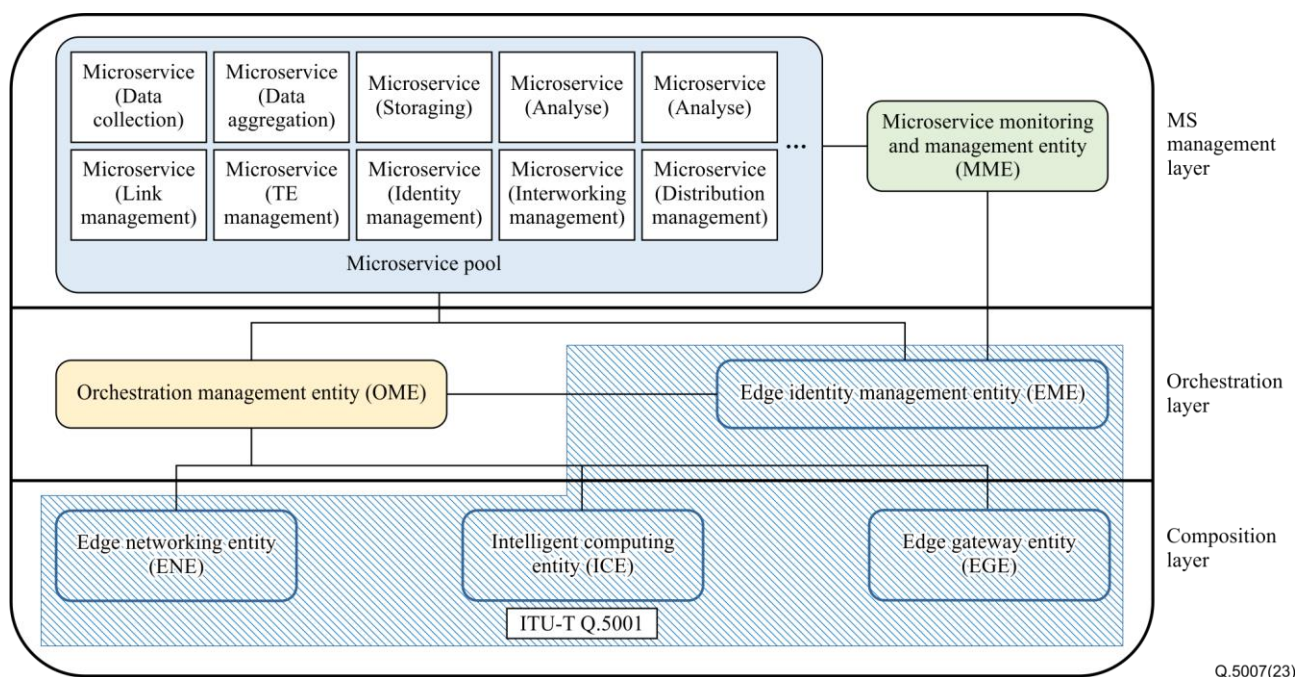 Microservice
(Data
collection)
Microservice
(Data
aggregation)
Microservice
(Storaging)
Microservice
(Analyse)
Microservice
(Analyse)
Microservice
(Link
management)
Microservice
(TE
management)
Microservice
(Identity
management)
Microservice
(Interworking
management)
Microservice
(Distribution
management)
...
Microservice pool
Microservice monitoring
and management entity
(MME)
MS
management
layer
Orchestration management entity (OME)
Edge identity management entity (EME)
Orchestration
layer
Edge networking entity
(ENE)
Intelligent computing
entity (ICE)
Edge gateway entity
(EGE)
Composition
layer
ITU-T Q.5001
Q.5007(23)